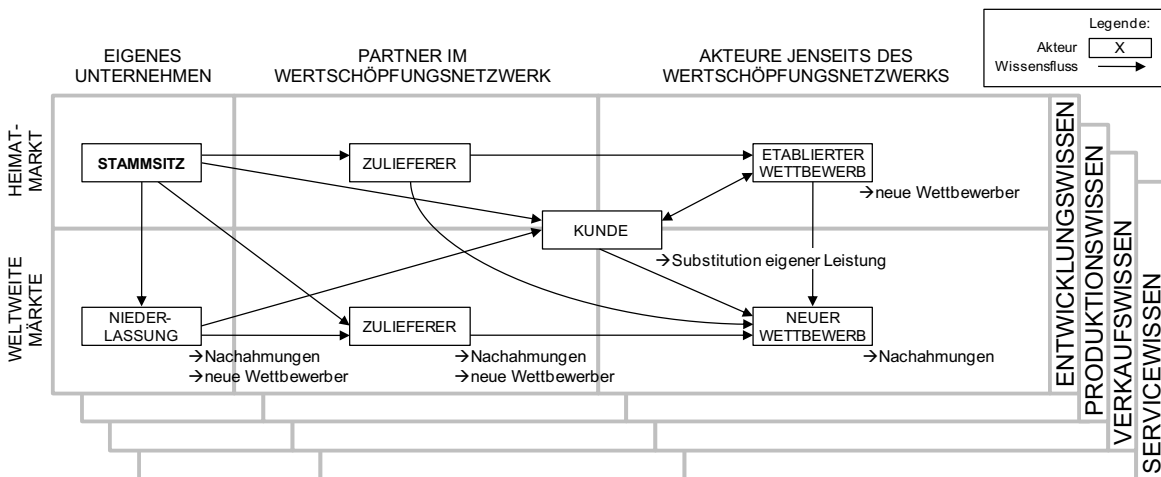 Legende:
Akteur X
Wissensfluss
EIGENES
UNTERNEHMEN
PARTNER IM
WERTSCHÖPFUNGSNETZWERK
AKTEURE JENSEITS DES
WERTSCHÖPFUNGSNETZWERKS
HEIMAT-
MARKT
STAMMSITZ
ZULIEFERER
ETABLIERTER
WETTBEWERB
→neue Wettbewerber
KUNDE
→Substitution eigener Leistung
WELTWEITE
MÄRKTE
NIEDER-
LASSUNG
→Nachahmungen
→neue Wettbewerber
ZULIEFERER
→Nachahmungen
→neue Wettbewerber
NEUER
WETTBEWERB
→Nachahmungen
ENTWICKLUNGSWISSEN
PRODUKTIONSWISSEN
VERKAUFSWISSEN
SERVICEWISSEN